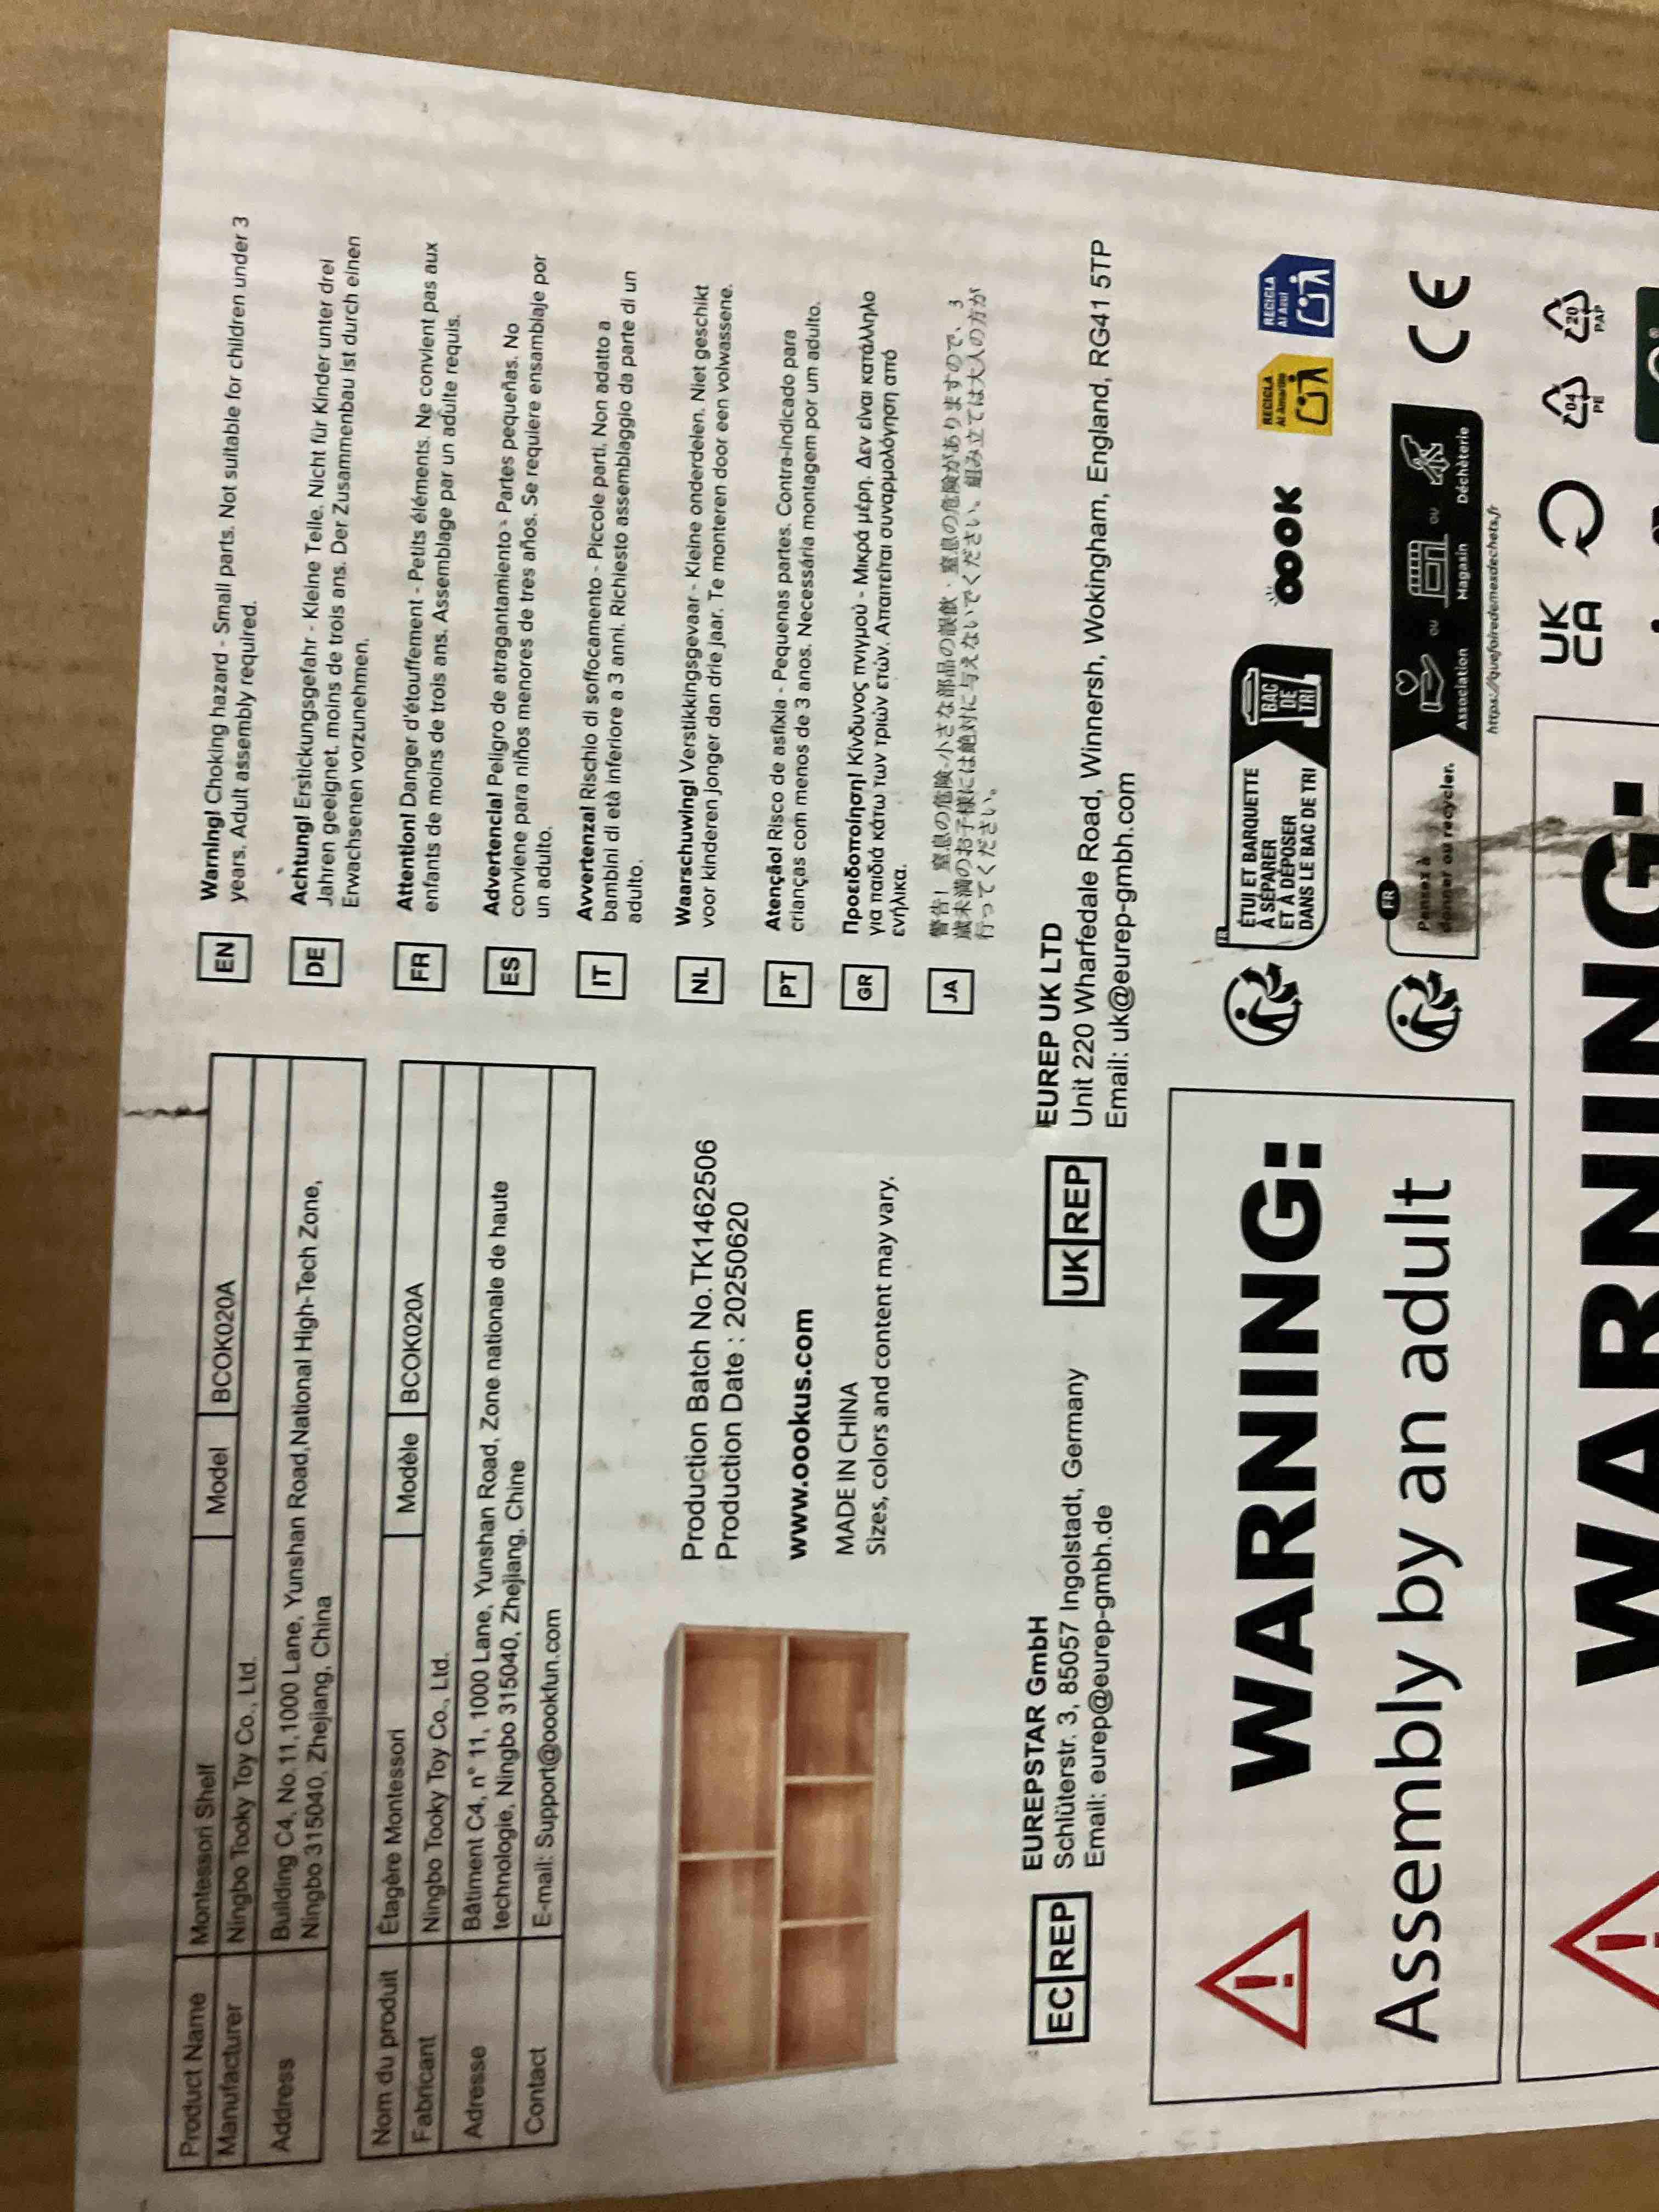 Product Name Montessori Shelf Model BCOK020A
Manufacturer Ningbo Tooky Toy Co., Ltd.
Address Building C4, No.11,1000 Lane, Yunshan Road,National High-Tech Zone,
Ningbo 315040, Zhejiang, China
Nom du produit Étagère Montessori Modèle BCOK020A
Fabricant Ningbo Tooky Toy Co., Ltd.
Adresse Bâtiment C4, n° 11, 1000 Lane, Yunshan Road, Zone nationale de haute
technologie, Ningbo 315040, Zhejiang, Chine
Contact E-mail: Support@oookfun.com
Production Batch No.TK1462506
Production Date : 20250620
www.oookus.com
MADE IN CHINA
Sizes, colors and content may vary.
EN Warning! Choking hazard - Small parts. Not suitable for children under 3
years. Adult assembly required.
DE Achtung! Erstickungsgefahr - Kleine Teile. Nicht für Kinder unter drei
Jahren geeignet. moins de trois ans. Der Zusammenbau ist durch einen
Erwachsenen vorzunehmen.
FR Attention! Danger d'étouffement - Petits éléments. Ne convient pas aux
enfants de moins de trois ans. Assemblage par un adulte requis.
ES Advertencia! Peligro de atragantamiento - Partes pequeñas. No
conviene para niños menores de tres años. Se requiere ensamblaje por
un adulto.
IT Avvertenza! Rischio di soffocamento - Piccole parti. Non adatto a
bambini di età inferiore a 3 anni. Richiesto assemblaggio da parte di un
adulto.
NL Waarschuwing! Verstikkingsgevaar - Kleine onderdelen. Niet geschikt
voor kinderen jonger dan drie jaar. Te monteren door een volwassene.
PT Atenção! Risco de asfixia - Pequenas partes. Contra-indicado para
crianças com menos de 3 anos. Necessária montagem por um adulto.
GR Προειδοποίηση! Κίνδυνος πνιγμού - Μικρά μέρη. Δεν είναι κατάλληλο
για παιδιά κάτω των τριών ετών. Απαιτείται συναρμολόγηση από
ενήλικα.
JA 警告! 窒息の危険-小さな部品の誤飲・窒息の危険がありますので、3
歳未満のお子様には絶対に与えないでください。組み立ては大人の方が
行ってください。
EC REP EUREPSTAR GmbH
Schlüterstr. 3, 85057 Ingolstadt, Germany
Email: eurep@eurep-gmbh.de
UK REP EUREP UK LTD
Unit 220 Wharfedale Road, Winnersh, Wokingham, England, RG41 5TP
Email: uk@eurep-gmbh.com
WARNING:
Assembly by an adult
FR
ÉTUI ET BARQUETTE
À SÉPARER
ET À DÉPOSER
DANS LE BAC DE TRI
BAC
DE
TRI
OOOK
RECICLA
Al Amarillo
RECICLA
Al Azul
FR
Pensez à
donner ou recycler.
Association ou Magasin ou Déchèterie
https://quefairedemesdechets.fr
CE
UK
CA
04
PE
20
PAP
WARNING: